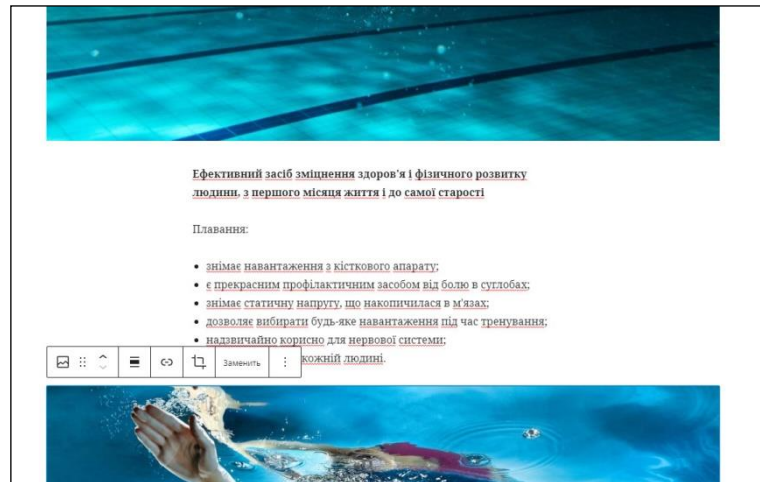 Ефективний засіб зміцнення здоров'я і фізичного розвитку
людини, з першого місяця життя і до самої старості
Плавання:
знімає навантаження з кісткового апарату;
є прекрасним профілактичним засобом від болю в суглобах;
знімає статичну напругу, що накопичилася в м'язах;
дозволяє вибирати будь-яке навантаження під час тренування;
надзвичайно корисно для нервової системи;
Заменить
кожній людині.